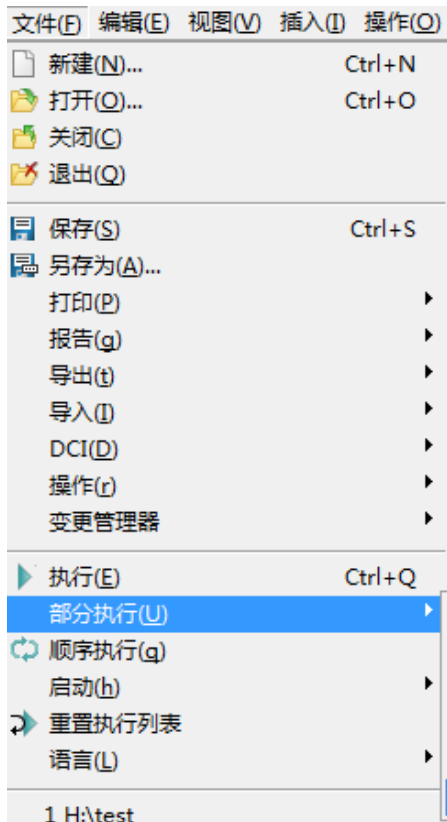 文件(F) 编辑(E) 视图(V) 插入(I) 操作(O)
新建(N)... Ctrl+N
打开(O)... Ctrl+O
关闭(C)
退出(Q)
保存(S) Ctrl+S
另存为(A)...
打印(P)
报告(g)
导出(t)
导入(I)
DCI(D)
操作(r)
变更管理器
执行(E) Ctrl+Q
部分执行(U)
顺序执行(q)
启动(h)
重置执行列表
语言(L)
1 H:\test